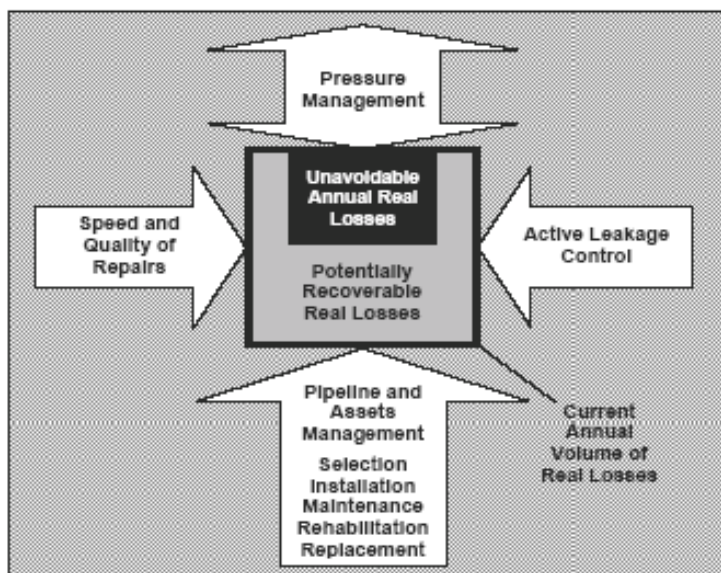 Pressure
Management
Unavoidable
Annual Real
Losses
Speed and
Quality of
Repairs
Active Leakage
Control
Potentially
Recoverable
Real Losses
Pipeline and
Assets
Management
Selection
Installation
Maintenance
Rehabilitation
Replacement
Current
Annual
Volume of
Real Losses